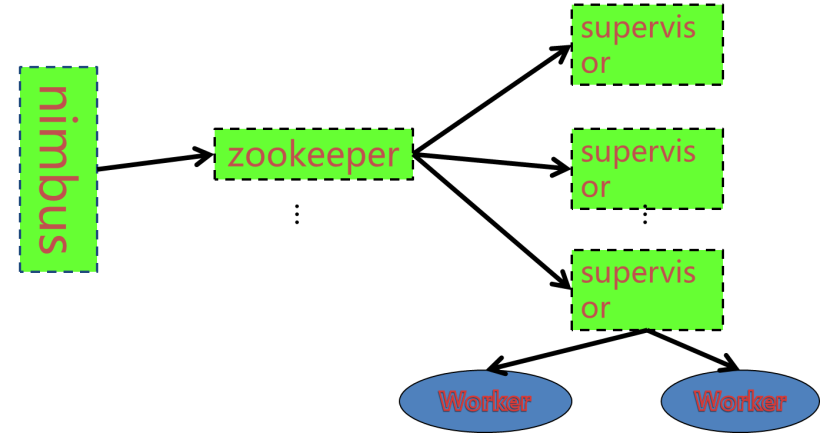 nimbus
zookeeper
supervis
or
supervis
or
supervis
or
Worker
Worker